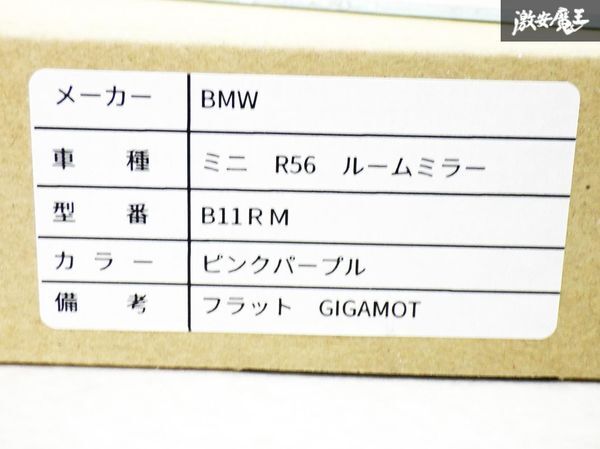 激安魔王
メーカー BMW
車種 ミニ R56 ルームミラー
型番 B11RM
カラー ピンクパープル
備考 フラット GIGAMOT